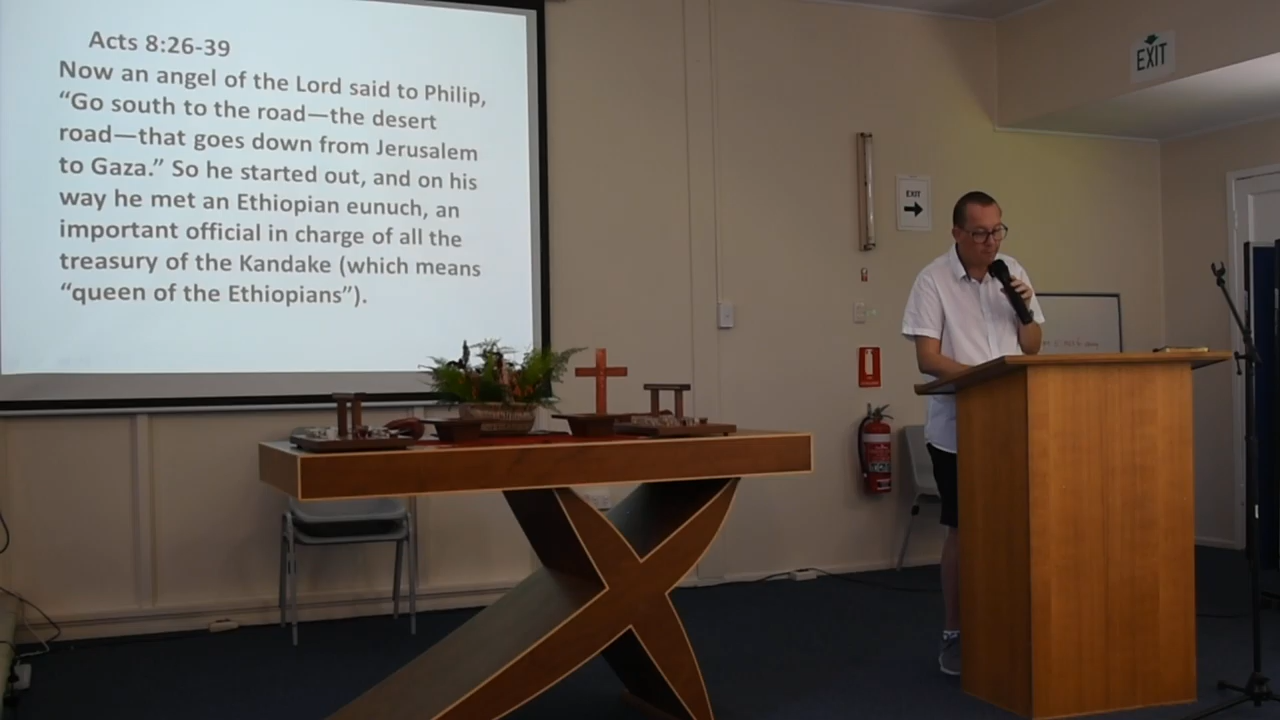 Acts 8:26-39
Now an angel of the Lord said to Philip,
“Go south to the road—the desert
road—that goes down from Jerusalem
to Gaza.” So he started out, and on his
way he met an Ethiopian eunuch, an
important official in charge of all the
treasury of the Kandake (which means
“queen of the Ethiopians”).
EXIT
EXIT